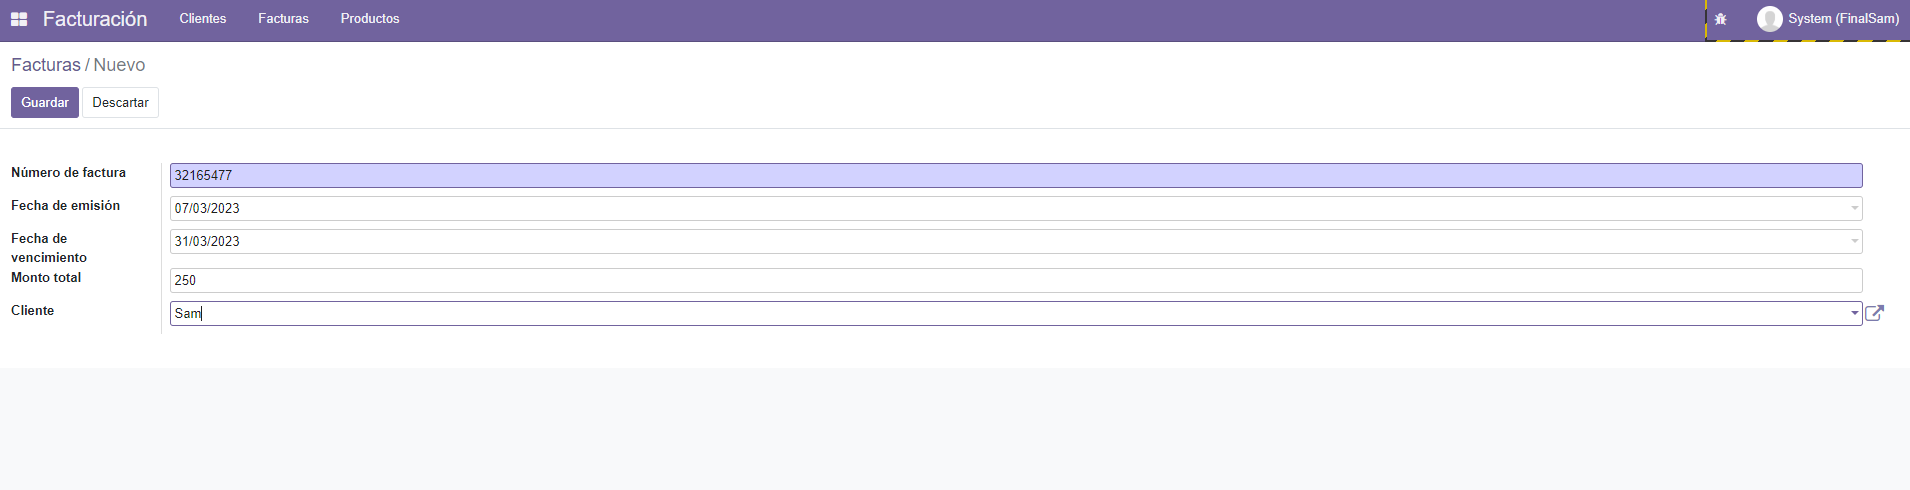 Facturación Clientes Facturas Productos System (FinalSam)
Facturas / Nuevo
Guardar Descartar
Número de factura 32165477
Fecha de emisión 07/03/2023
Fecha de vencimiento 31/03/2023
Monto total 250
Cliente Sam